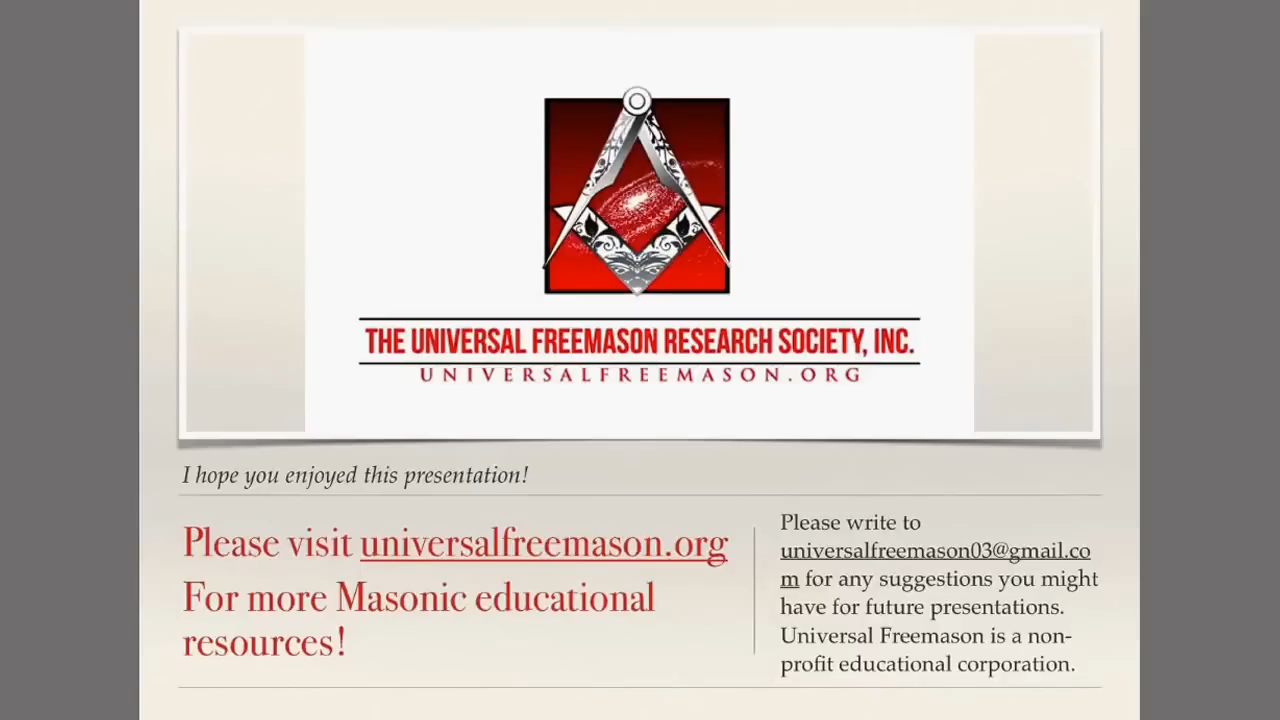 THE UNIVERSAL FREEMASON RESEARCH SOCIETY, INC.
UNIVERSALFREEMASON.ORG
I hope you enjoyed this presentation!
Please visit universalfreemason.org
For more Masonic educational
resources!
Please write to
universalfreemason03@gmail.co
m for any suggestions you might
have for future presentations.
Universal Freemason is a non-
profit educational corporation.